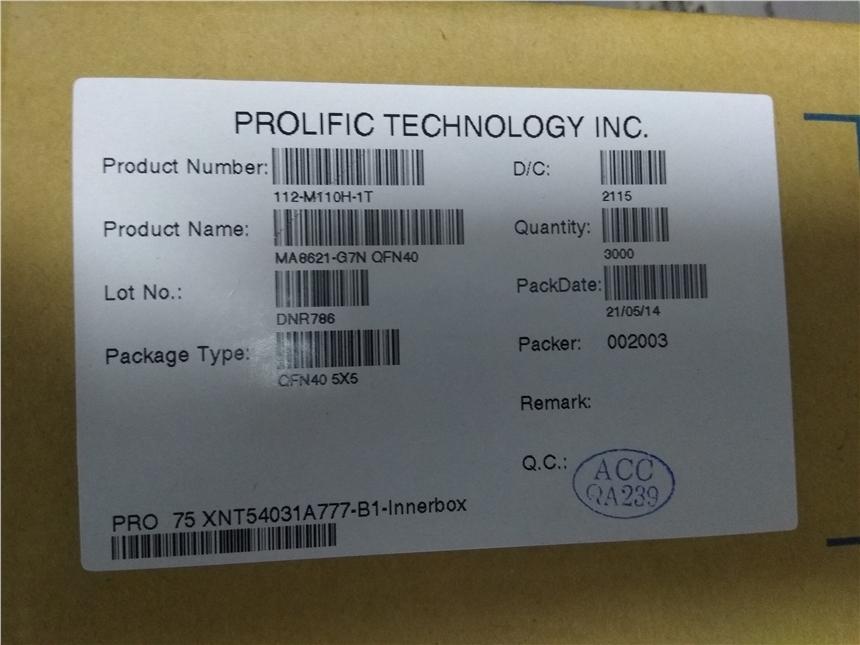 PROLIFIC TECHNOLOGY INC.
Product Number:
112-M110H-1T
Product Name:
MA8621-G7N QFN40
Lot No.:
DNR786
Package Type:
QFN40 5X5
D/C:
2115
Quantity:
3000
PackDate:
21/05/14
Packer: 002003
Remark:
Q.C.:
ACC
QA239
PRO 75 XNT54031A777-B1-Innerbox